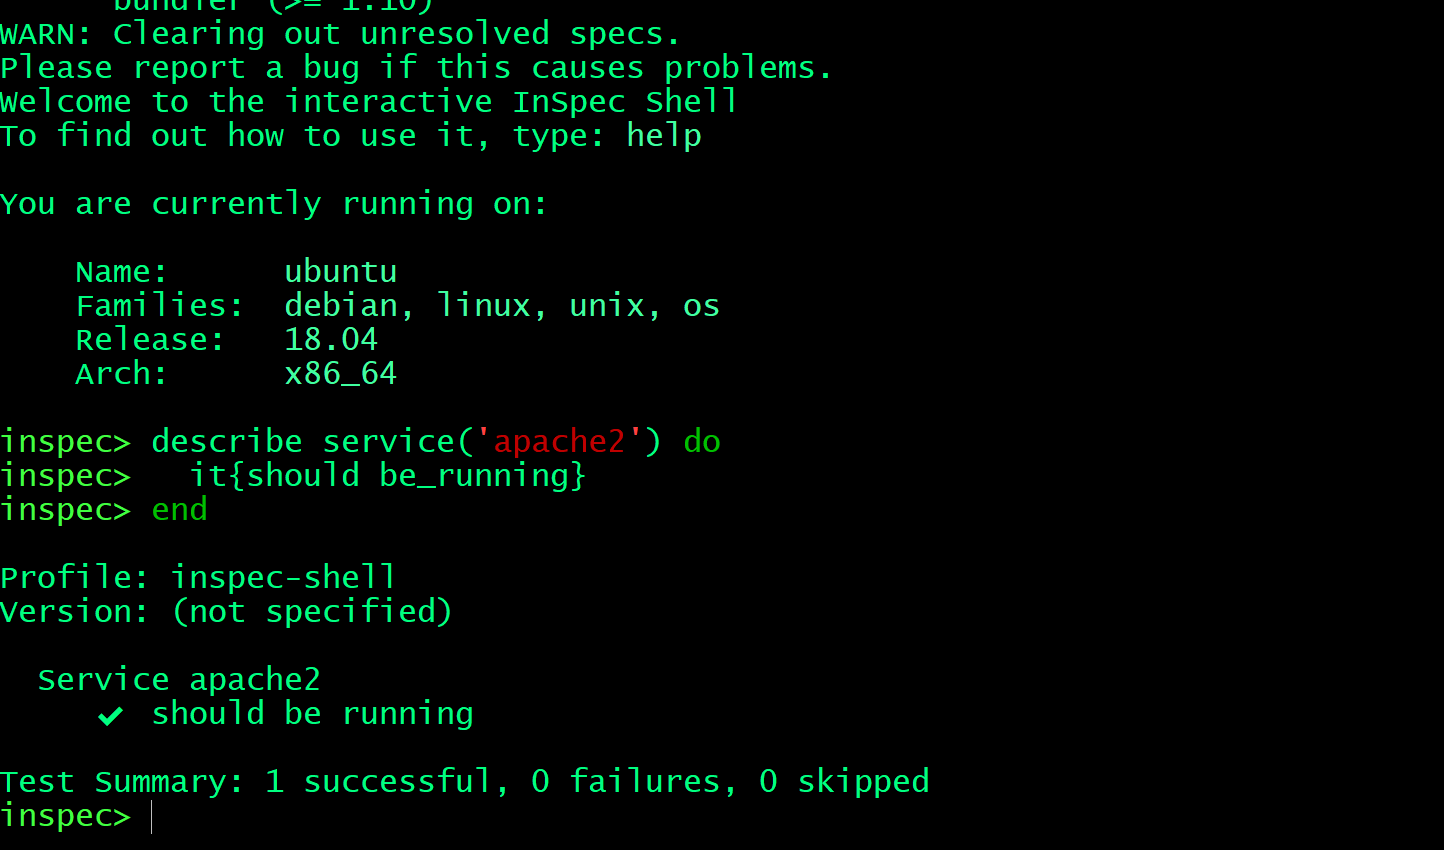 bundler (>= 1.10)
WARN: Clearing out unresolved specs.
Please report a bug if this causes problems.
Welcome to the interactive InSpec Shell
To find out how to use it, type: help
You are currently running on:
Name: ubuntu
Families: debian, linux, unix, os
Release: 18.04
Arch: x86_64
inspec> describe service('apache2') do
inspec> it{should be_running}
inspec> end
Profile: inspec-shell
Version: (not specified)
Service apache2
✔ should be running
Test Summary: 1 successful, 0 failures, 0 skipped
inspec>